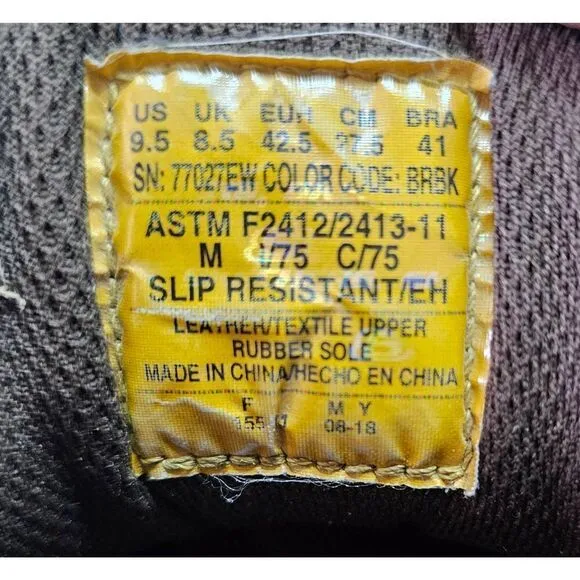 US UK EUR CM BRA
9.5 8.5 42.5 27.5 41
SN: 77027EW COLOR CODE: BRBK
ASTM F2412/2413-11
M I/75 C/75
SLIP RESISTANT/EH
LEATHER/TEXTILE UPPER
RUBBER SOLE
MADE IN CHINA/HECHO EN CHINA
F M Y
08-18